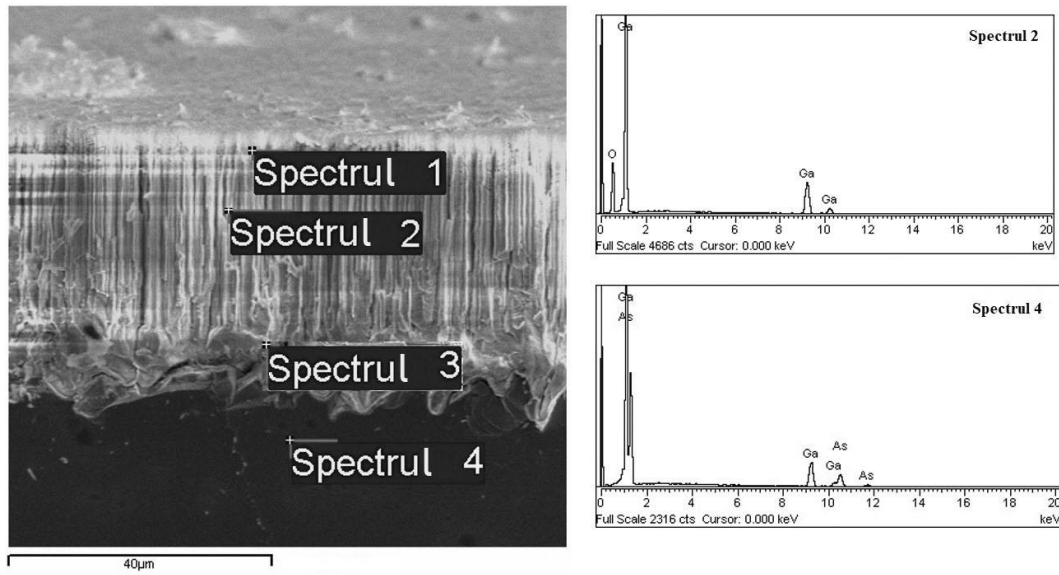 Spectrul 1
Spectrul 2
Spectrul 3
Spectrul 4
40µm
Ga
Spectrul 2
O
Ga
Ga
0 2 4 6 8 10 12 14 16 18 20
Full Scale 4686 cts Cursor: 0.000 keV keV
Ga
Spectrul 4
As
As
Ga
Ga
As
0 2 4 6 8 10 12 14 16 18 20
Full Scale 2316 cts Cursor: 0.000 keV keV